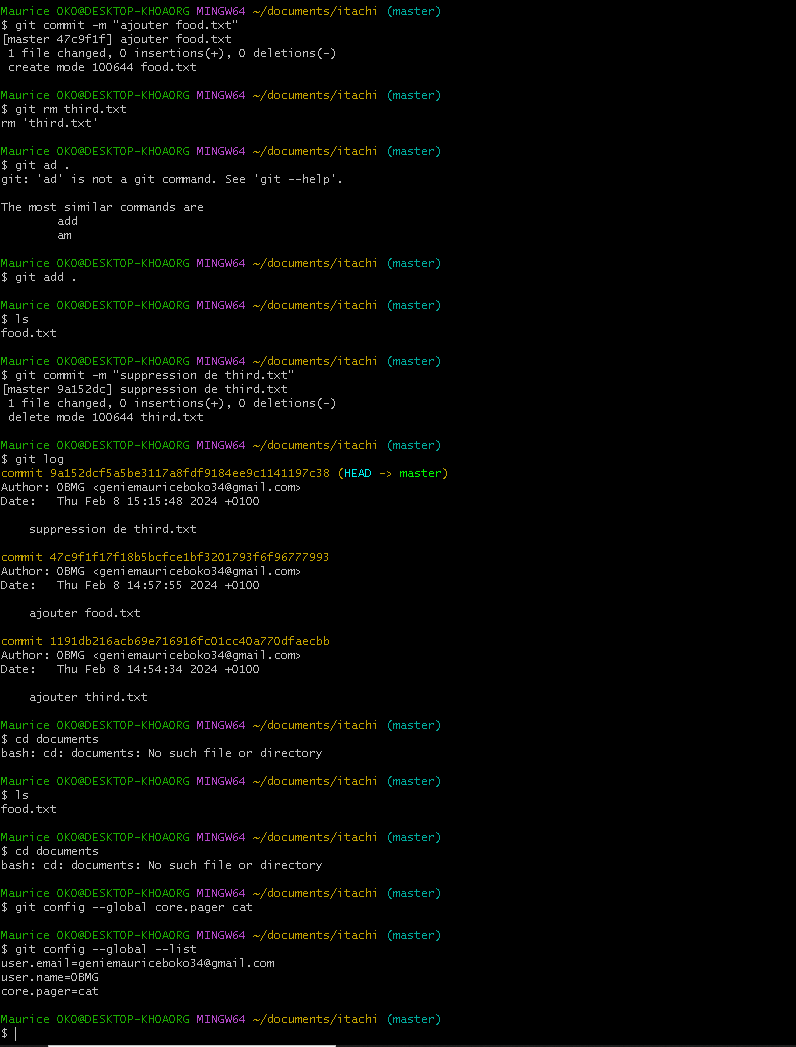 Maurice OKO@DESKTOP-KHOAORG MINGW64 ~/documents/itachi (master)
$ git commit -m "ajouter food.txt"
[master 47c9f1f] ajouter food.txt
 1 file changed, 0 insertions(+), 0 deletions(-)
 create mode 100644 food.txt

Maurice OKO@DESKTOP-KHOAORG MINGW64 ~/documents/itachi (master)
$ git rm third.txt
rm 'third.txt'

Maurice OKO@DESKTOP-KHOAORG MINGW64 ~/documents/itachi (master)
$ git ad .
git: 'ad' is not a git command. See 'git --help'.

The most similar commands are
        add
        am

Maurice OKO@DESKTOP-KHOAORG MINGW64 ~/documents/itachi (master)
$ git add .

Maurice OKO@DESKTOP-KHOAORG MINGW64 ~/documents/itachi (master)
$ ls
food.txt

Maurice OKO@DESKTOP-KHOAORG MINGW64 ~/documents/itachi (master)
$ git commit -m "suppression de third.txt"
[master 9a152dc] suppression de third.txt
 1 file changed, 0 insertions(+), 0 deletions(-)
 delete mode 100644 third.txt

Maurice OKO@DESKTOP-KHOAORG MINGW64 ~/documents/itachi (master)
$ git log
commit 9a152dcf5a5be3117a8fdf9184ee9c1141197c38 (HEAD -> master)
Author: OBMG <geniemauriceboko34@gmail.com>
Date:   Thu Feb 8 15:15:48 2024 +0100

    suppression de third.txt

commit 47c9f1f17f18b5bcfce1bf3201793f6f96777993
Author: OBMG <geniemauriceboko34@gmail.com>
Date:   Thu Feb 8 14:57:55 2024 +0100

    ajouter food.txt

commit 1191db216acb69e716916fc01cc40a770dfaecbb
Author: OBMG <geniemauriceboko34@gmail.com>
Date:   Thu Feb 8 14:54:34 2024 +0100

    ajouter third.txt

Maurice OKO@DESKTOP-KHOAORG MINGW64 ~/documents/itachi (master)
$ cd documents
bash: cd: documents: No such file or directory

Maurice OKO@DESKTOP-KHOAORG MINGW64 ~/documents/itachi (master)
$ ls
food.txt

Maurice OKO@DESKTOP-KHOAORG MINGW64 ~/documents/itachi (master)
$ cd documents
bash: cd: documents: No such file or directory

Maurice OKO@DESKTOP-KHOAORG MINGW64 ~/documents/itachi (master)
$ git config --global core.pager cat

Maurice OKO@DESKTOP-KHOAORG MINGW64 ~/documents/itachi (master)
$ git config --global --list
user.email=geniemauriceboko34@gmail.com
user.name=OBMG
core.pager=cat

Maurice OKO@DESKTOP-KHOAORG MINGW64 ~/documents/itachi (master)
$